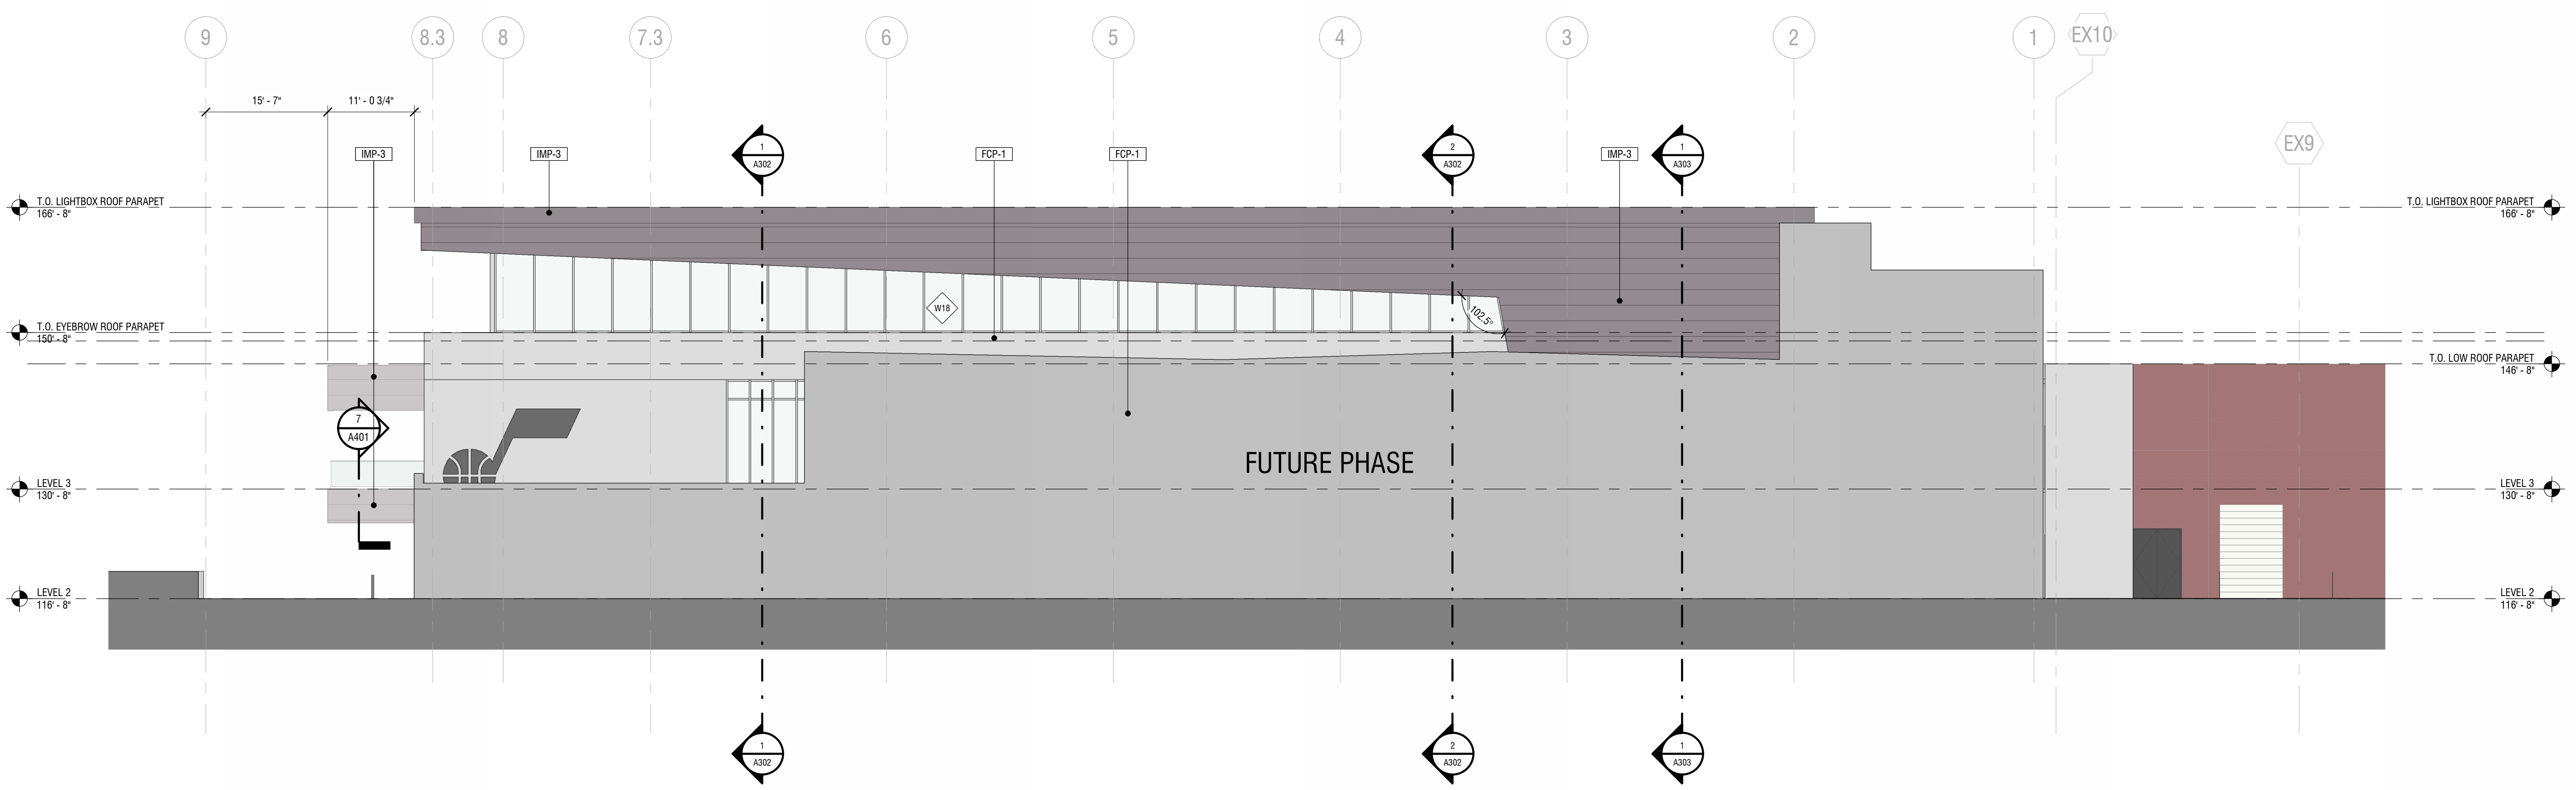 9
8.3
8
7.3
6
5
4
3
2
1
EX10
EX9
15' - 7"
11' - 0 3/4"
IMP-3
IMP-3
1
A302
FCP-1
FCP-1
2
A302
IMP-3
1
A303
T.O. LIGHTBOX ROOF PARAPET
166' - 8"
T.O. LIGHTBOX ROOF PARAPET
166' - 8"
W18
102.5°
T.O. EYEBROW ROOF PARAPET
150' - 8"
T.O. LOW ROOF PARAPET
146' - 8"
7
A401
FUTURE PHASE
LEVEL 3
130' - 8"
LEVEL 3
130' - 8"
LEVEL 2
116' - 8"
LEVEL 2
116' - 8"
1
A302
2
A302
1
A303